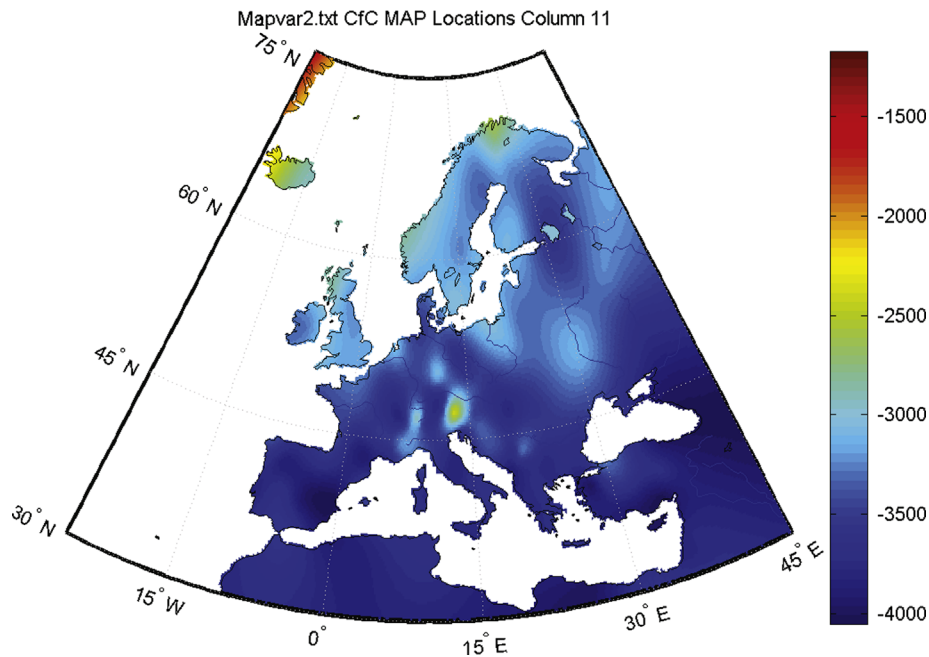 Mapvar2.txt CfC MAP Locations Column 11
75° N
60° N
45° N
30° N
15° W
0°
15° E
30° E
45° E
-1500
-2000
-2500
-3000
-3500
-4000